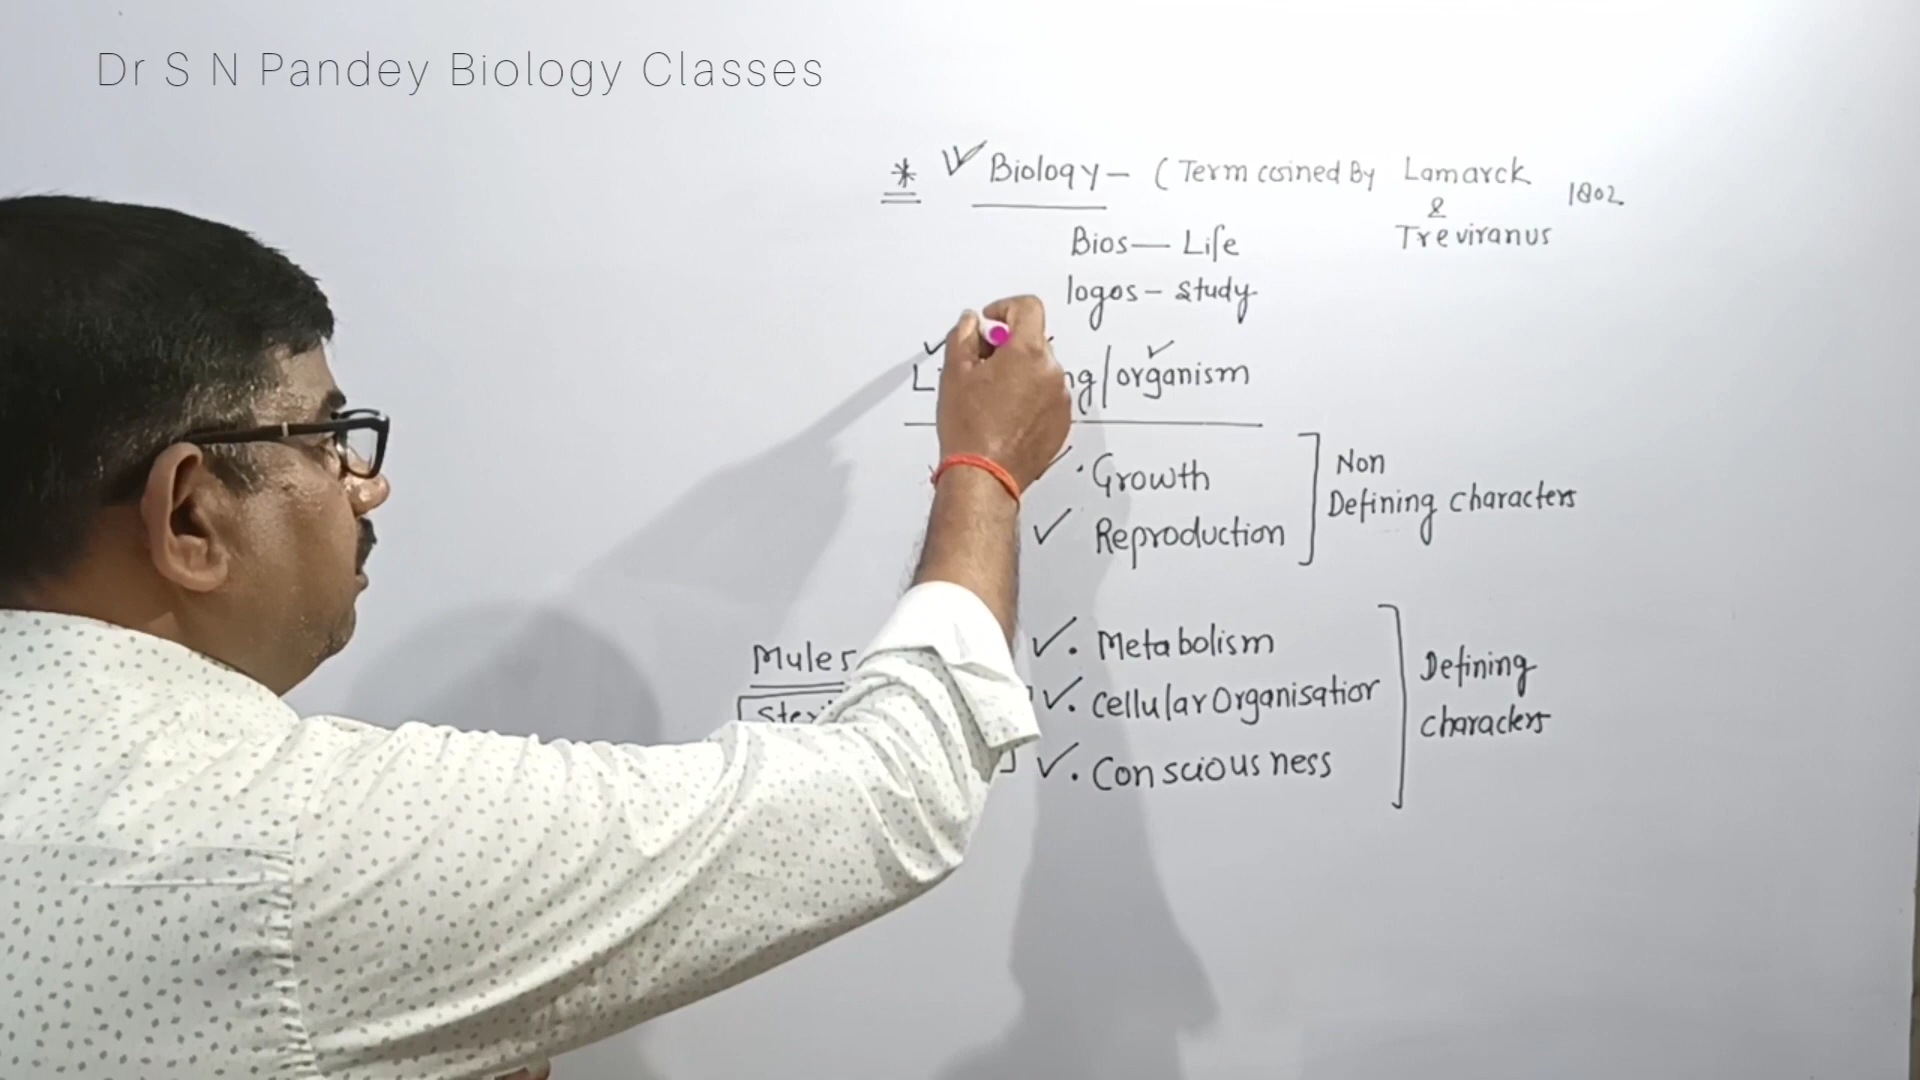 Dr S N Pandey Biology Classes
* Biology - ( Term coined By Lamarck 1802
&
Treviranus
Bios — Life
logos - study
/organism
· Growth
Reproduction
Non
Defining characters
Mules
· Metabolism
· Cellular Organisation
· Consciousness
Defining
characters